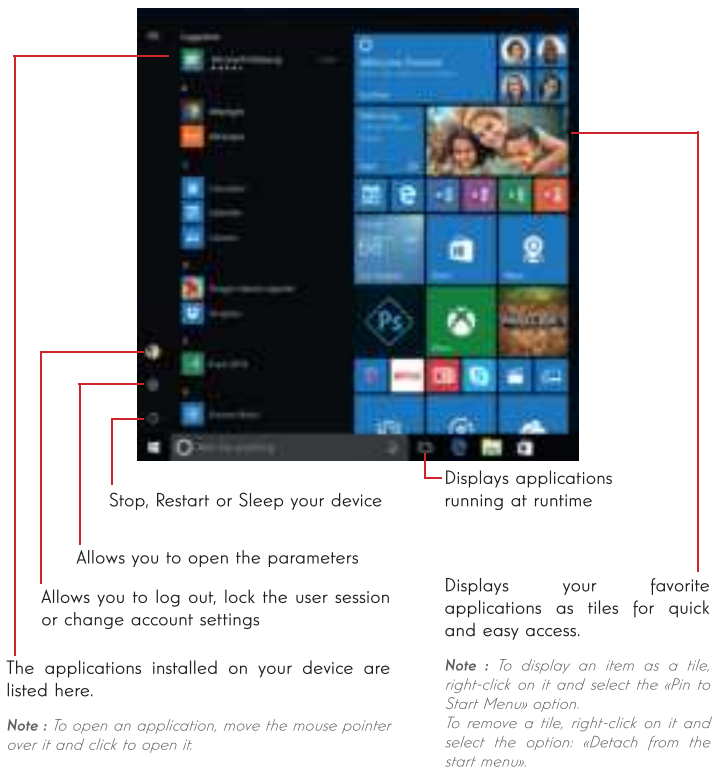 Ps
Stop, Restart or Sleep your device
Displays applications
running at runtime
Allows you to open the parameters
Allows you to log out, lock the user session
or change account settings
Displays your favorite
applications as tiles for quick
and easy access.
The applications installed on your device are
listed here.
Note : To display an item as a tile,
right-click on it and select the «Pin to
Start Menu» option.
To remove a tile, right-click on it and
select the option: «Detach from the
start menu».
Note : To open an application, move the mouse pointer
over it and click to open it.